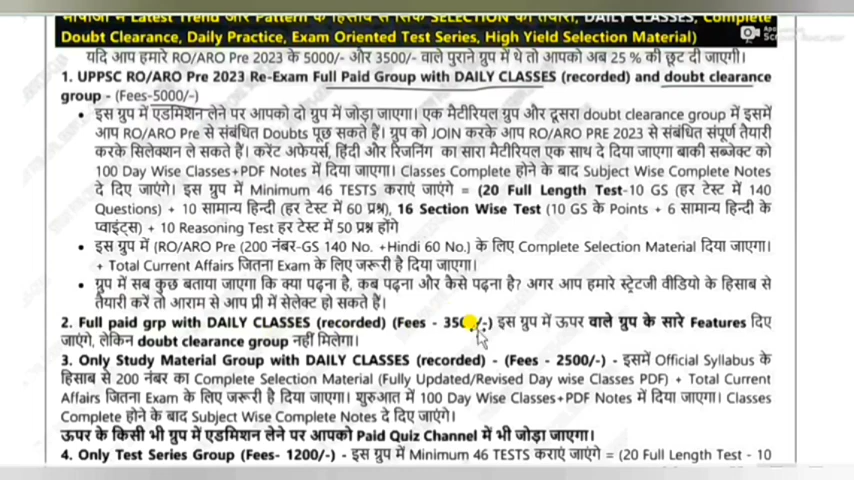 भाषाओं में Latest Trend और Pattern के हिसाब से सिर्फ SELECTION की तैयारी, DAILY CLASSES, Complete
Doubt Clearance, Daily Practice, Exam Oriented Test Series, High Yield Selection Material)
यदि आप हमारे RO/ARO Pre 2023 के 5000/- और 3500/- वाले पुराने ग्रुप में थे तो आपको अब 25 % की छूट दी जाएगी।
1. UPPSC RO/ARO Pre 2023 Re-Exam Full Paid Group with DAILY CLASSES (recorded) and doubt clearance
group - (Fees-5000/-)
• इस ग्रुप में एडमिशन लेने पर आपको दो ग्रुप में जोड़ा जाएगा। एक मैटीरियल ग्रुप और दूसरा doubt clearance group में इसमें
आप RO/ARO Pre से संबंधित Doubts पूछ सकते हैं। ग्रुप को JOIN करके आप RO/ARO PRE 2023 से संबंधित संपूर्ण तैयारी
करके सिलेक्शन ले सकते हैं। करेंट अफेयर्स, हिंदी और रिजनिंग का सारा मैटीरियल एक साथ दे दिया जाएगा बाकी सब्जेक्ट को
100 Day Wise Classes+PDF Notes में दिया जाएगा। Classes Complete होने के बाद Subject Wise Complete Notes
दे दिए जाएंगे। इस ग्रुप में Minimum 46 TESTS कराएं जाएंगे = (20 Full Length Test-10 GS (हर टेस्ट में 140
Questions) + 10 सामान्य हिन्दी (हर टेस्ट में 60 प्रश्न), 16 Section Wise Test (10 GS के Points + 6 सामान्य हिन्दी के
प्वाइंट्स) + 10 Reasoning Test हर टेस्ट में 50 प्रश्न होंगे
• इस ग्रुप में (RO/ARO Pre (200 नंबर-GS 140 No. +Hindi 60 No.) के लिए Complete Selection Material दिया जाएगा।
+ Total Current Affairs जितना Exam के लिए जरूरी है दिया जाएगा।
• ग्रुप में सब कुछ बताया जाएगा कि क्या पढ़ना है, कब पढ़ना और कैसे पढ़ना है? अगर आप हमारे स्ट्रेटजी वीडियो के हिसाब से
तैयारी करें तो आराम से आप प्री में सेलेक्ट हो सकते हैं।
2. Full paid grp with DAILY CLASSES (recorded) (Fees - 350/-) इस ग्रुप में ऊपर वाले ग्रुप के सारे Features दिए
जाएंगे, लेकिन doubt clearance group नहीं मिलेगा।
3. Only Study Material Group with DAILY CLASSES (recorded) - (Fees - 2500/-) - इसमें Official Syllabus के
हिसाब से 200 नंबर का Complete Selection Material (Fully Updated/Revised Day wise Classes PDF) + Total Current
Affairs जितना Exam के लिए जरूरी है दिया जाएगा। शुरुआत में 100 Day Wise Classes+PDF Notes में दिया जाएगा। Classes
Complete होने के बाद Subject Wise Complete Notes दे दिए जाएंगे।
ऊपर के किसी भी ग्रुप में एडमिशन लेने पर आपको Paid Quiz Channel में भी जोड़ा जाएगा।
4. Only Test Series Group (Fees- 1200/-) - इस ग्रुप में Minimum 46 TESTS कराएं जाएंगे = (20 Full Length Test - 10